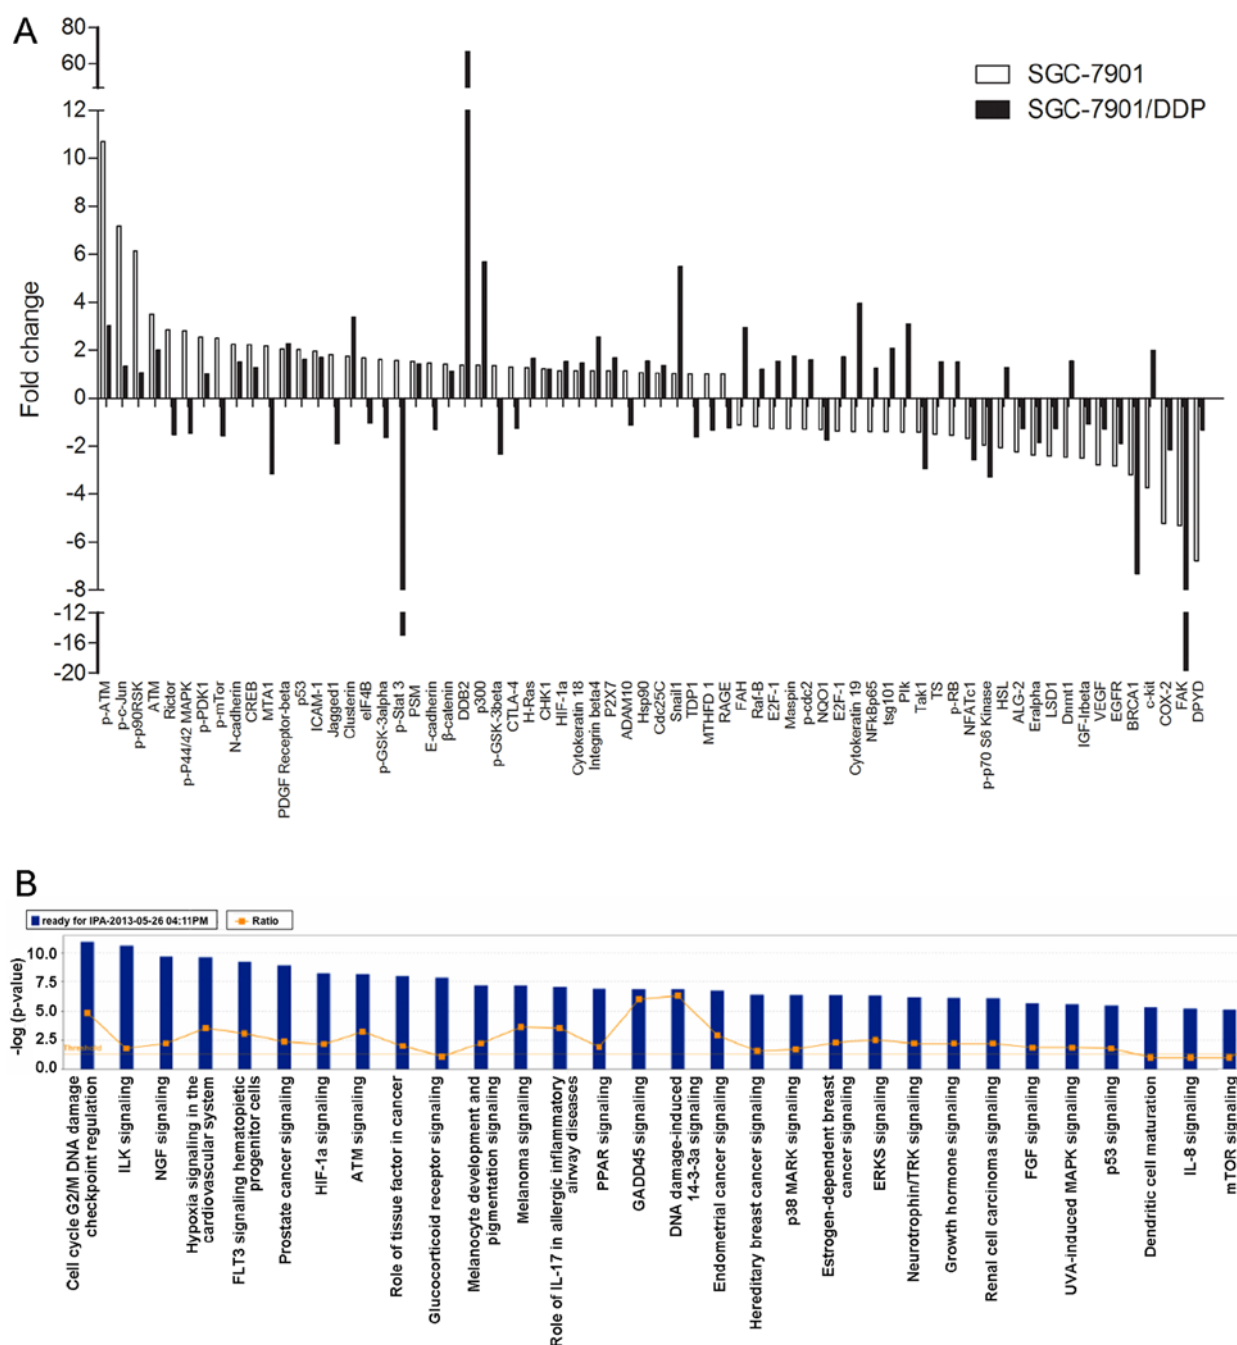 A
80
60
12
10
8
6
4
2
0
-2
-4
-6
-8
-12
-16
-20
Fold change
SGC-7901
SGC-7901/DDP
p-ATM
p-c-Jun
p-p90RSK
ATM
Rictor
p-P44/42 MAPK
p-PDK1
p-mTor
N-cadherin
CREB
MTA1
PDGF Receptor-beta
p53
ICAM-1
Jagged1
Clusterin
eIF4B
p-GSK-3alpha
p-Stat 3
PSM
E-cadherin
β-catenin
DDB2
p300
p-GSK-3beta
CTLA-4
H-Ras
CHK1
HIF-1a
Cytokeratin 18
Integrin beta4
P2X7
ADAM10
Hsp90
Cdc25C
Snail1
TDP1
MTHFD 1
RAGE
FAH
Raf-B
E2F-1
Maspin
p-cdc2
NQO1
E2F-1
Cytokeratin 19
NFkBp65
tsg101
Plk
Tak1
TS
p-RB
NFATc1
p-p70 S6 Kinase
HSL
ALG-2
Eralpha
LSD1
Dnmt1
IGF-Irbeta
VEGF
EGFR
BRCA1
c-kit
COX-2
FAK
DPYD
B
ready for IPA-2013-05-26 04:11PM
Ratio
-log (p-value)
10.0
7.5
5.0
2.5
0.0
Threshold
Cell cycle G2/M DNA damage
checkpoint regulation
ILK signaling
NGF signaling
Hypoxia signaling in the
cardiovascular system
FLT3 signaling hematopietic
progenitor cells
Prostate cancer signaling
HIF-1a signaling
ATM signaling
Role of tissue factor in cancer
Glucocorticoid receptor signaling
Melanocyte development and
pigmentation signaling
Melanoma signaling
Role of IL-17 in allergic inflammatory
airway diseases
PPAR signaling
GADD45 signaling
DNA damage-induced
14-3-3a signaling
Endometrial cancer signaling
Hereditary breast cancer signaling
p38 MARK signaling
Estrogen-dependent breast
cancer signaling
ERKS signaling
Neurotrophin/TRK signaling
Growth hormone signaling
Renal cell carcinoma signaling
FGF signaling
UVA-induced MAPK signaling
p53 signaling
Dendritic cell maturation
IL-8 signaling
mTOR signaling